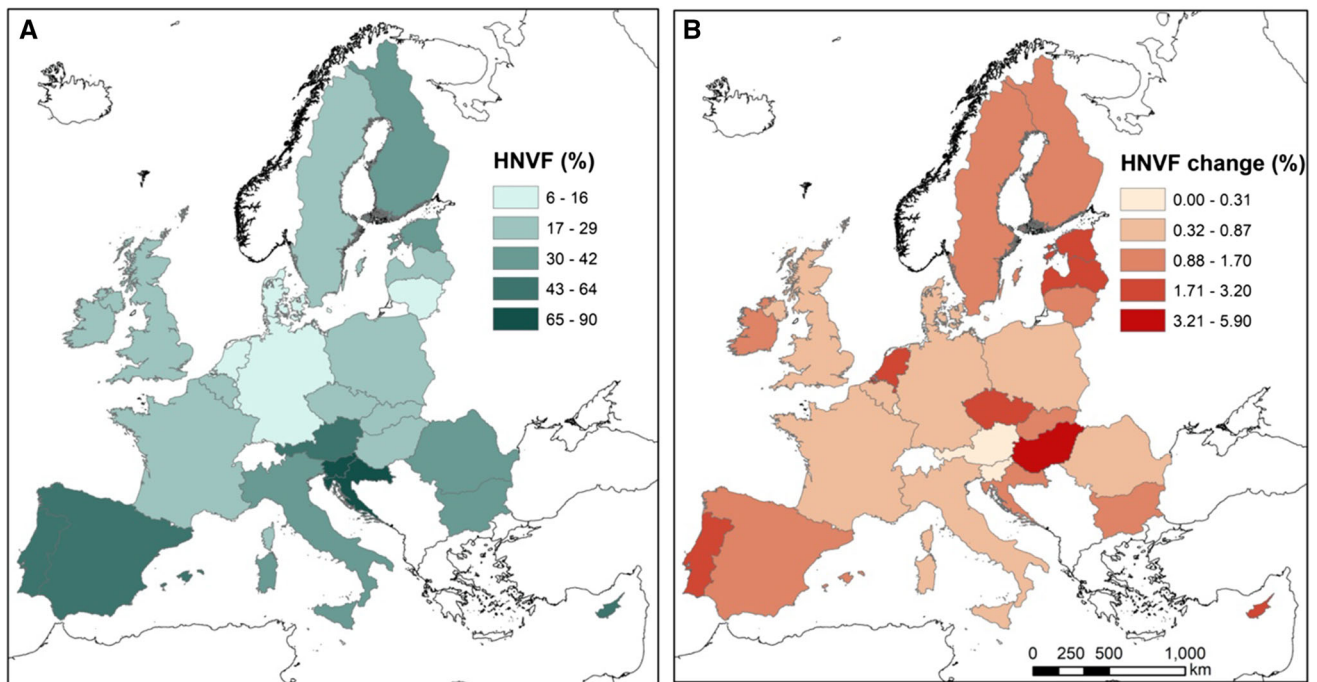 A
HNVF (%)
6 - 16
17 - 29
30 - 42
43 - 64
65 - 90
B
HNVF change (%)
0.00 - 0.31
0.32 - 0.87
0.88 - 1.70
1.71 - 3.20
3.21 - 5.90
0 250 500 1,000
km